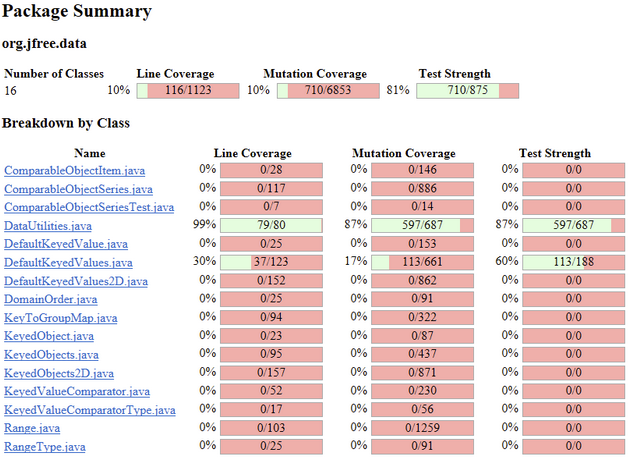 Package Summary
org.jfree.data
Number of Classes Line Coverage Mutation Coverage Test Strength
16 10% 116/1123 10% 710/6853 81% 710/875
Breakdown by Class
Name Line Coverage Mutation Coverage Test Strength
ComparableObjectItem.java 0% 0/28 0% 0/146 0% 0/0
ComparableObjectSeries.java 0% 0/117 0% 0/886 0% 0/0
ComparableObjectSeriesTest.java 0% 0/7 0% 0/14 0% 0/0
DataUtilities.java 99% 79/80 87% 597/687 87% 597/687
DefaultKeyedValue.java 0% 0/25 0% 0/153 0% 0/0
DefaultKeyedValues.java 30% 37/123 17% 113/661 60% 113/188
DefaultKeyedValues2D.java 0% 0/152 0% 0/862 0% 0/0
DomainOrder.java 0% 0/25 0% 0/91 0% 0/0
KeyToGroupMap.java 0% 0/94 0% 0/322 0% 0/0
KeyedObject.java 0% 0/23 0% 0/87 0% 0/0
KeyedObjects.java 0% 0/95 0% 0/437 0% 0/0
KeyedObjects2D.java 0% 0/157 0% 0/871 0% 0/0
KeyedValueComparator.java 0% 0/52 0% 0/230 0% 0/0
KeyedValueComparatorType.java 0% 0/17 0% 0/56 0% 0/0
Range.java 0% 0/103 0% 0/1259 0% 0/0
RangeType.java 0% 0/25 0% 0/91 0% 0/0